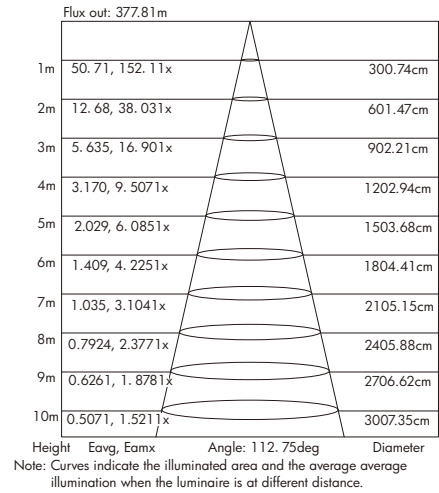 Flux out: 377.81m
1m 50. 71, 152. 11x 300.74cm
2m 12. 68, 38. 031x 601.47cm
3m 5. 635, 16. 901x 902.21cm
4m 3. 170, 9. 5071x 1202.94cm
5m 2. 029, 6. 0851x 1503.68cm
6m 1. 409, 4. 2251x 1804.41cm
7m 1. 035, 3. 1041x 2105.15cm
8m 0.7924, 2.3771x 2405.88cm
9m 0.6261, 1. 8781x 2706.62cm
10m 0.5071, 1.5211x 3007.35cm
Height Eavg, Eamx Angle: 112. 75deg Diameter
Note: Curves indicate the illuminated area and the average average
illumination when the luminaire is at different distance.